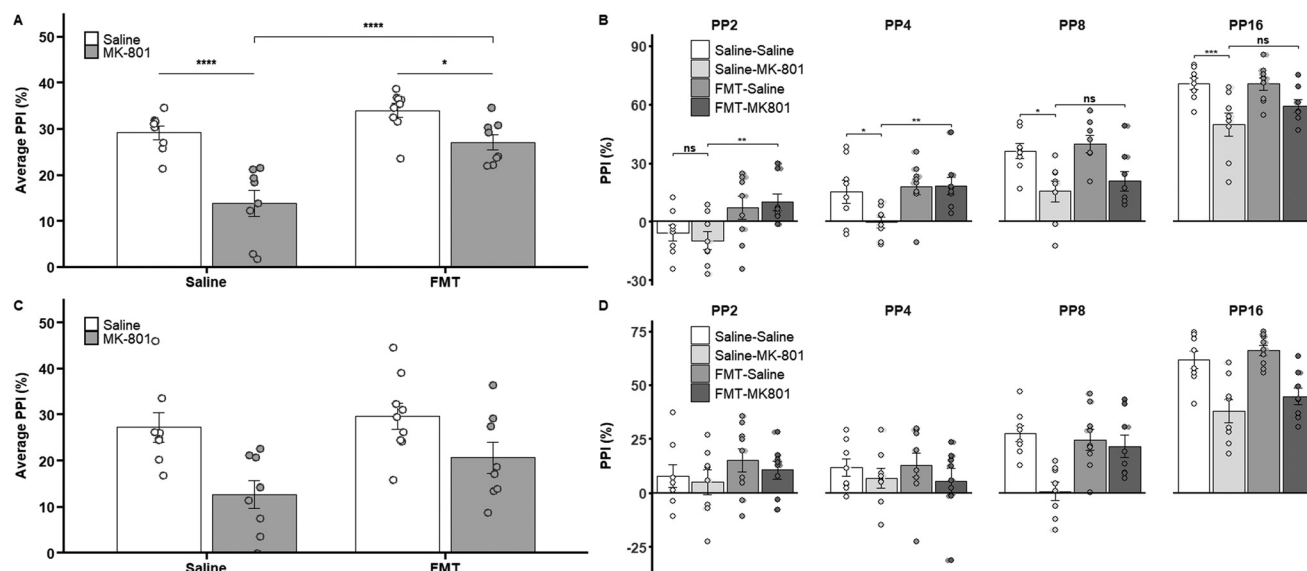 A
Saline
MK-801
Average PPI (%)
50
40
30
20
10
0
****
****
*
Saline
FMT
B
PP2
PP4
PP8
PP16
Saline-Saline
Saline-MK-801
FMT-Saline
FMT-MK801
PPI (%)
90
60
30
0
-30
ns
**
*
**
*
ns
***
ns
C
Saline
MK-801
Average PPI (%)
50
40
30
20
10
0
Saline
FMT
D
PP2
PP4
PP8
PP16
Saline-Saline
Saline-MK-801
FMT-Saline
FMT-MK801
PPI (%)
75
50
25
0
-25